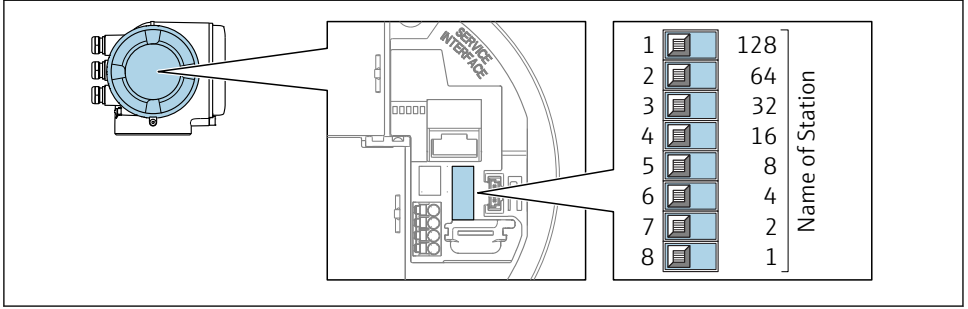 SERVICE
INTERFACE
1 128
2 64
3 32
4 16
5 8
6 4
7 2
8 1
Name of Station